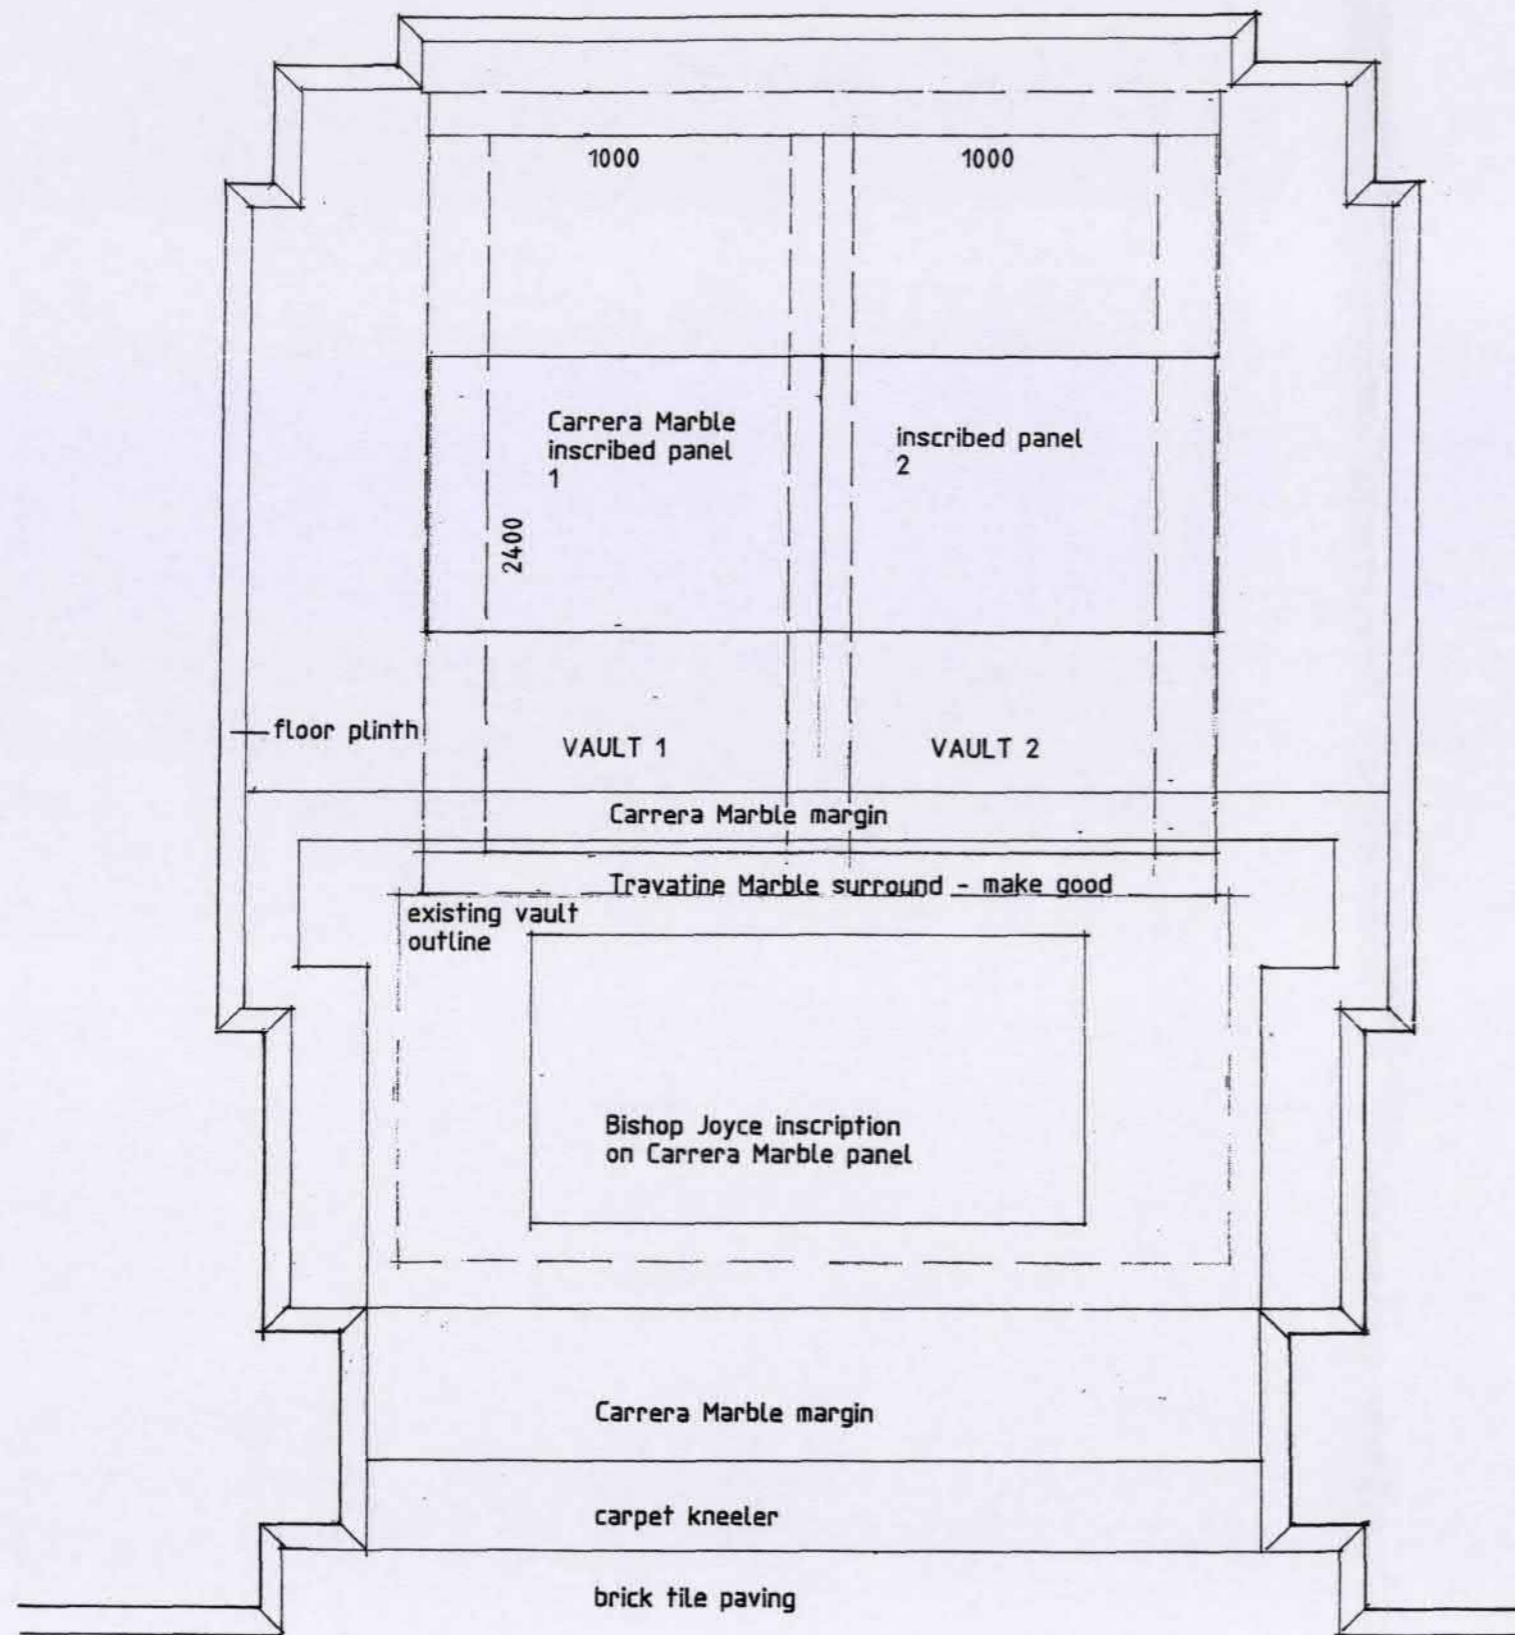 1000
1000
Carrera Marble
inscribed panel
1
inscribed panel
2
2400
floor plinth
VAULT 1
VAULT 2
Carrera Marble margin
Travatine Marble surround - make good
existing vault
outline
Bishop Joyce inscription
on Carrera Marble panel
Carrera Marble margin
carpet kneeler
brick tile paving